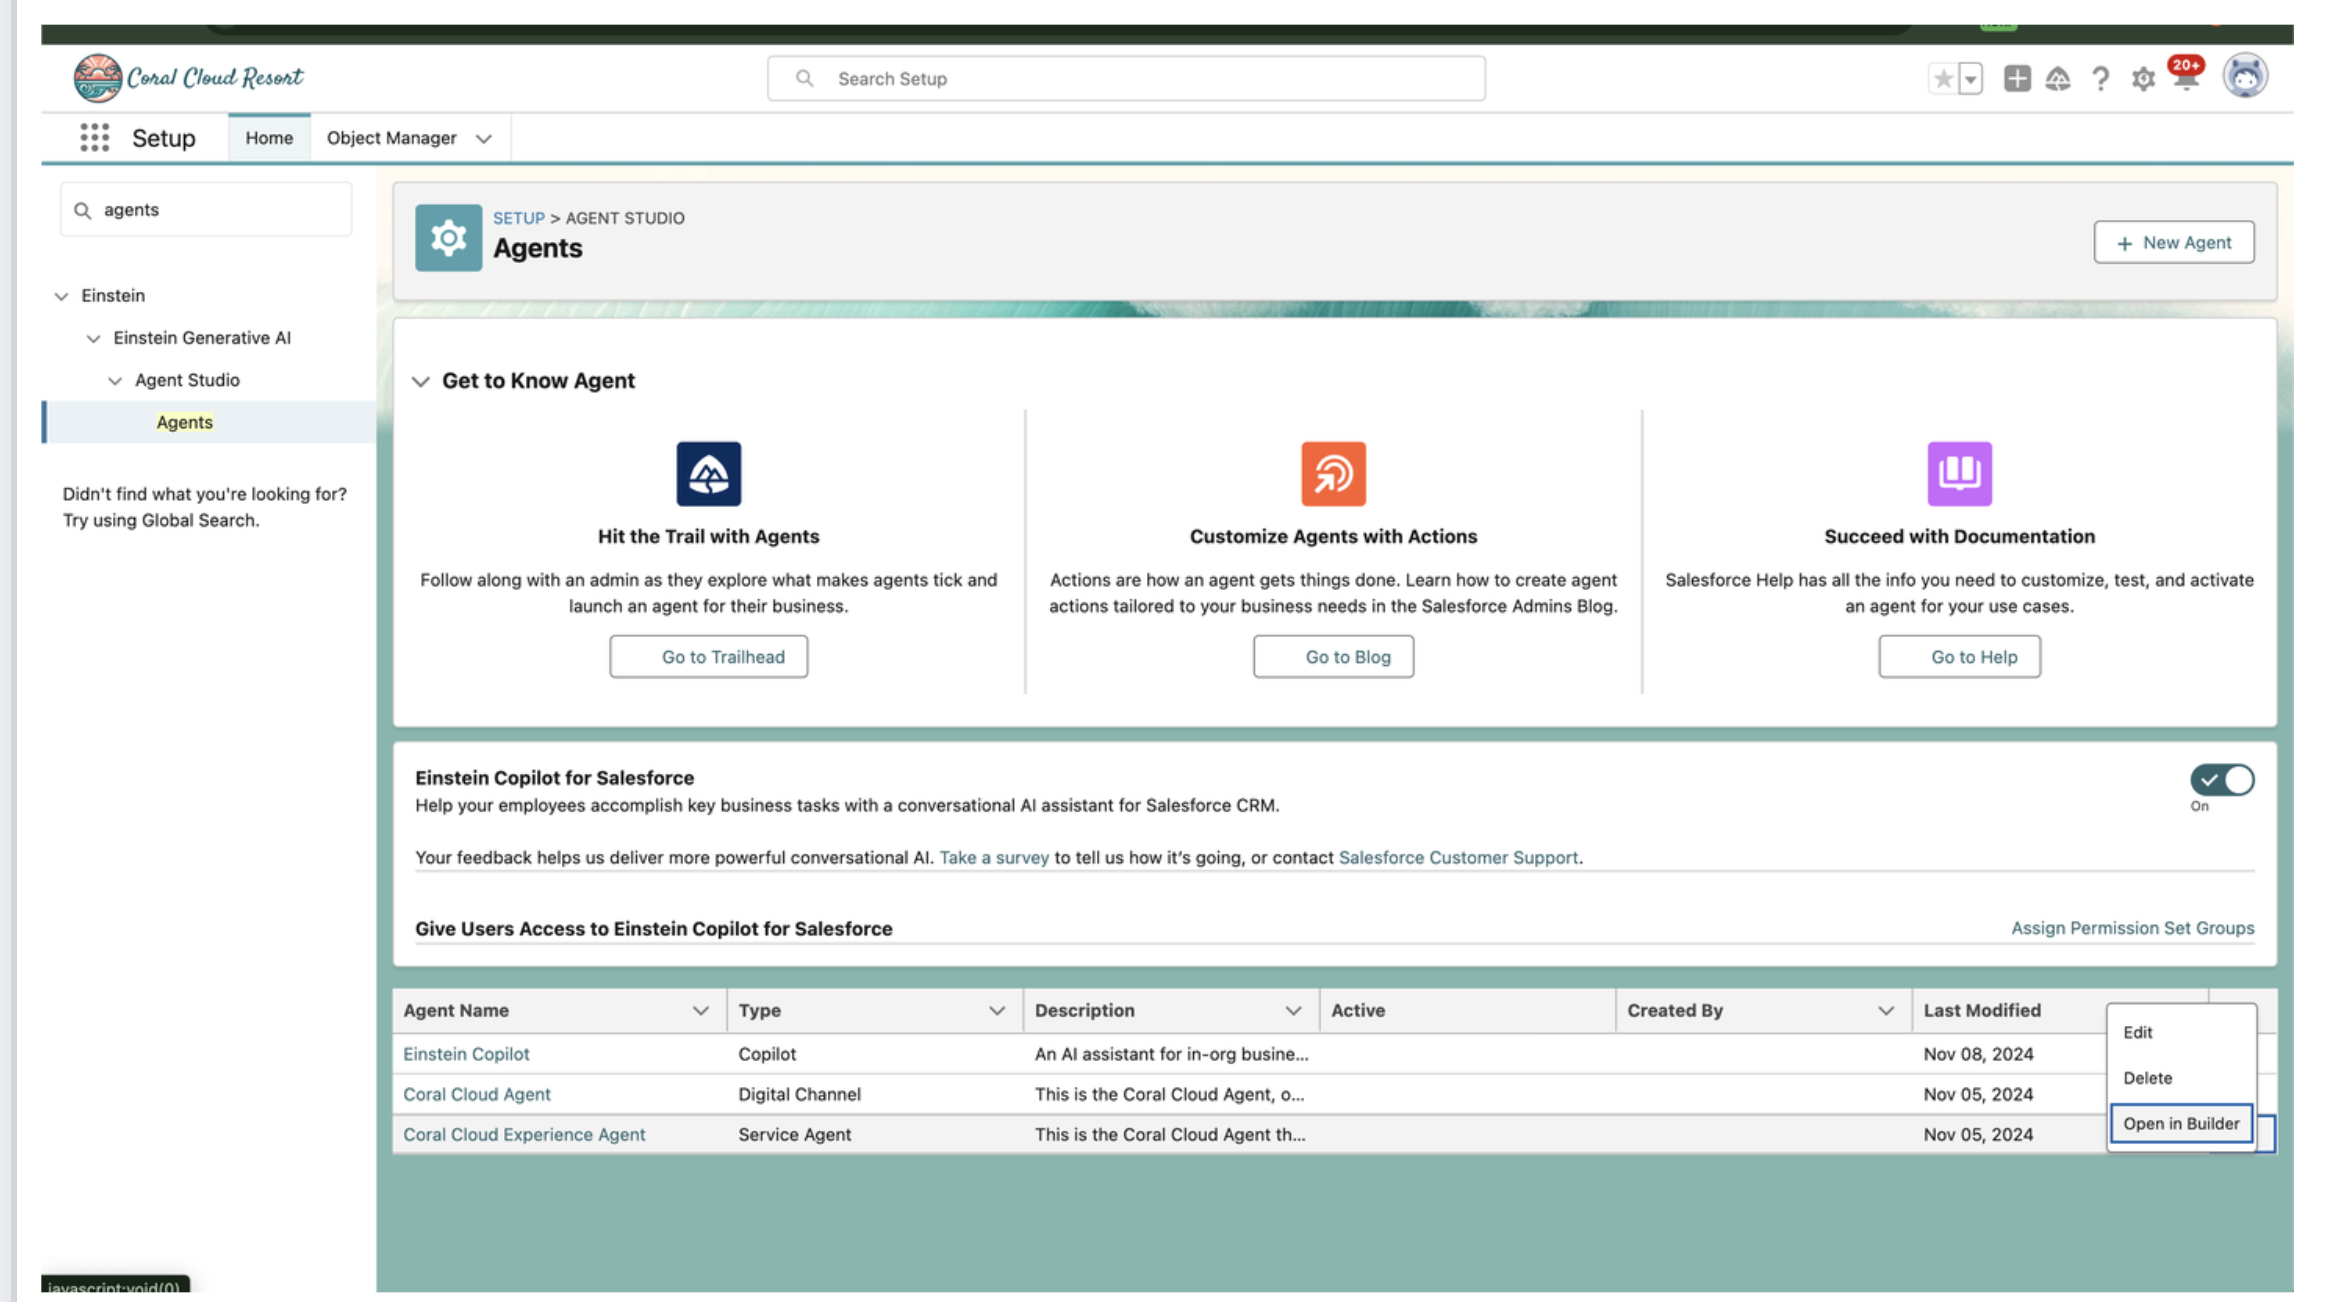 Coral Cloud Resort
Search Setup
20+
Setup
Home
Object Manager
agents
Einstein
Einstein Generative AI
Agent Studio
Agents
Didn't find what you're looking for?
Try using Global Search.
SETUP > AGENT STUDIO
Agents
+ New Agent
Get to Know Agent
Hit the Trail with Agents
Follow along with an admin as they explore what makes agents tick and
launch an agent for their business.
Go to Trailhead
Customize Agents with Actions
Actions are how an agent gets things done. Learn how to create agent
actions tailored to your business needs in the Salesforce Admins Blog.
Go to Blog
Succeed with Documentation
Salesforce Help has all the info you need to customize, test, and activate
an agent for your use cases.
Go to Help
Einstein Copilot for Salesforce
Help your employees accomplish key business tasks with a conversational AI assistant for Salesforce CRM.
On
Your feedback helps us deliver more powerful conversational AI. Take a survey to tell us how it's going, or contact Salesforce Customer Support.
Give Users Access to Einstein Copilot for Salesforce
Assign Permission Set Groups
Agent Name Type Description Active Created By Last Modified
Einstein Copilot Copilot An AI assistant for in-org busine... Nov 08, 2024
Coral Cloud Agent Digital Channel This is the Coral Cloud Agent, o... Nov 05, 2024
Coral Cloud Experience Agent Service Agent This is the Coral Cloud Agent th... Nov 05, 2024
Edit
Delete
Open in Builder
javascript:void(0)